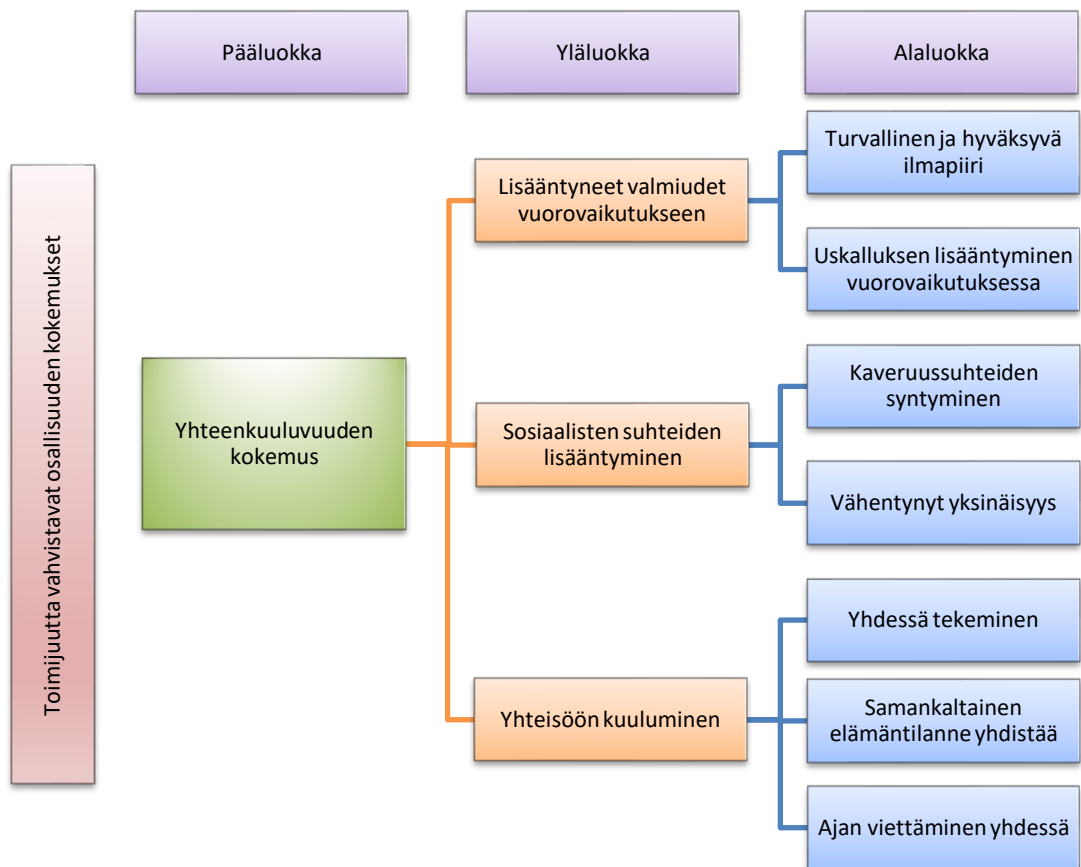 Pääluokka
Yläluokka
Alaluokka
Toimijuutta vahvistavat osallisuuden kokemukset
Yhteenkuuluvuuden
kokemus
Lisääntyneet valmiudet
vuorovaikutukseen
Turvallinen ja hyväksyvä
ilmapiiri
Uskalluksen lisääntyminen
vuorovaikutuksessa
Sosiaalisten suhteiden
lisääntyminen
Kaveruussuhteiden
syntyminen
Vähentynyt yksinäisyys
Yhteisöön kuuluminen
Yhdessä tekeminen
Samankaltainen
elämäntilanne yhdistää
Ajan viettäminen yhdessä